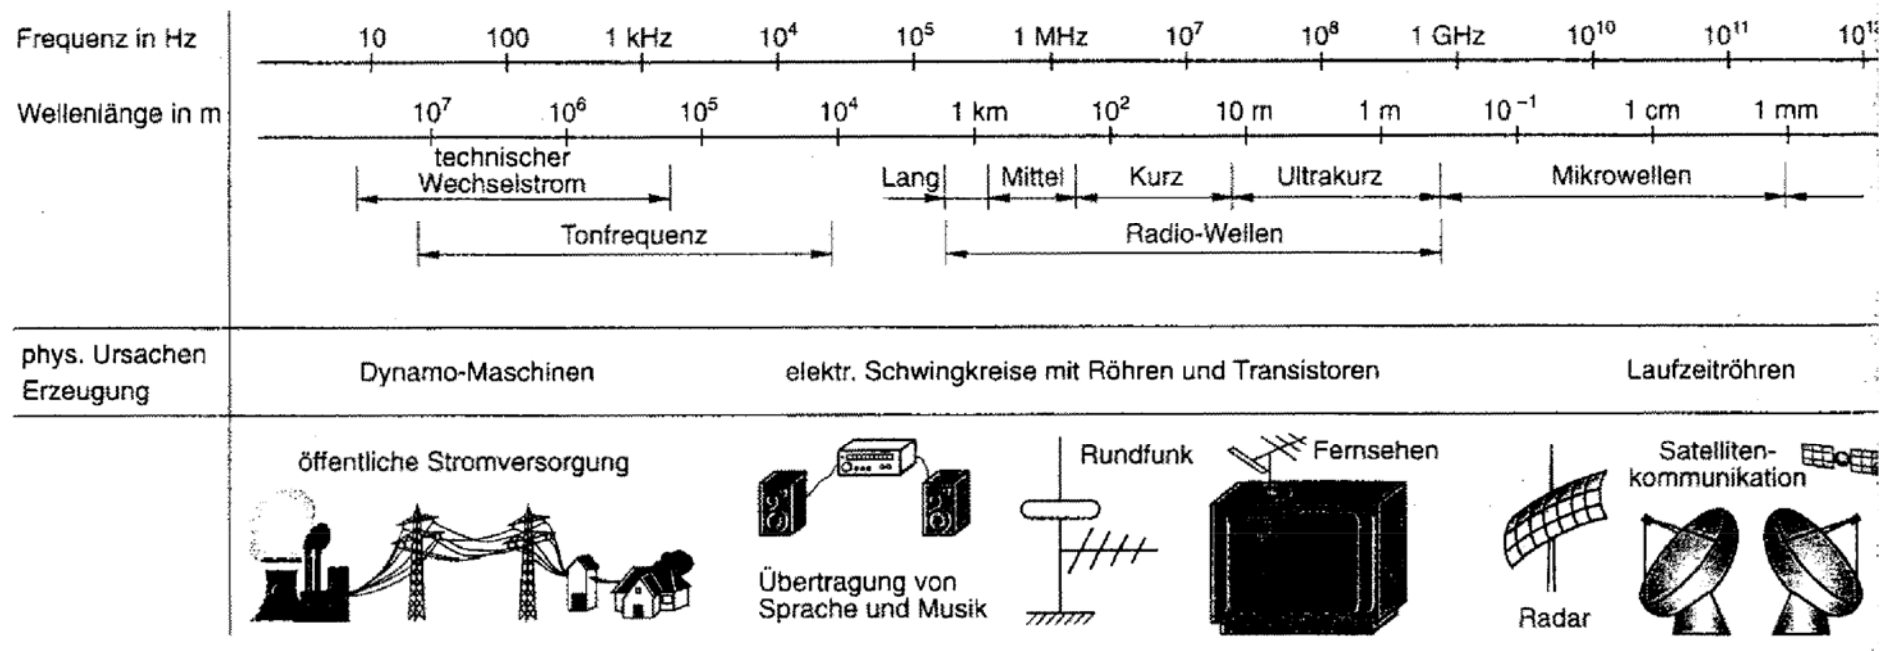 Frequenz in Hz 10 100 1 kHz 10⁴ 10⁵ 1 MHz 10⁷ 10⁸ 1 GHz 10¹⁰ 10¹¹
Wellenlänge in m 10⁷ 10⁶ 10⁵ 10⁴ 1 km 10² 10 m 1 m 10⁻¹ 1 cm 1 mm
technischer
Wechselstrom
Lang Mittel Kurz Ultrakurz Mikrowellen
Tonfrequenz Radio-Wellen
phys. Ursachen
Erzeugung
Dynamo-Maschinen elektr. Schwingkreise mit Röhren und Transistoren Laufzeitröhren
öffentliche Stromversorgung
Übertragung von
Sprache und Musik
Rundfunk
Fernsehen
Radar
Satelliten-
kommunikation